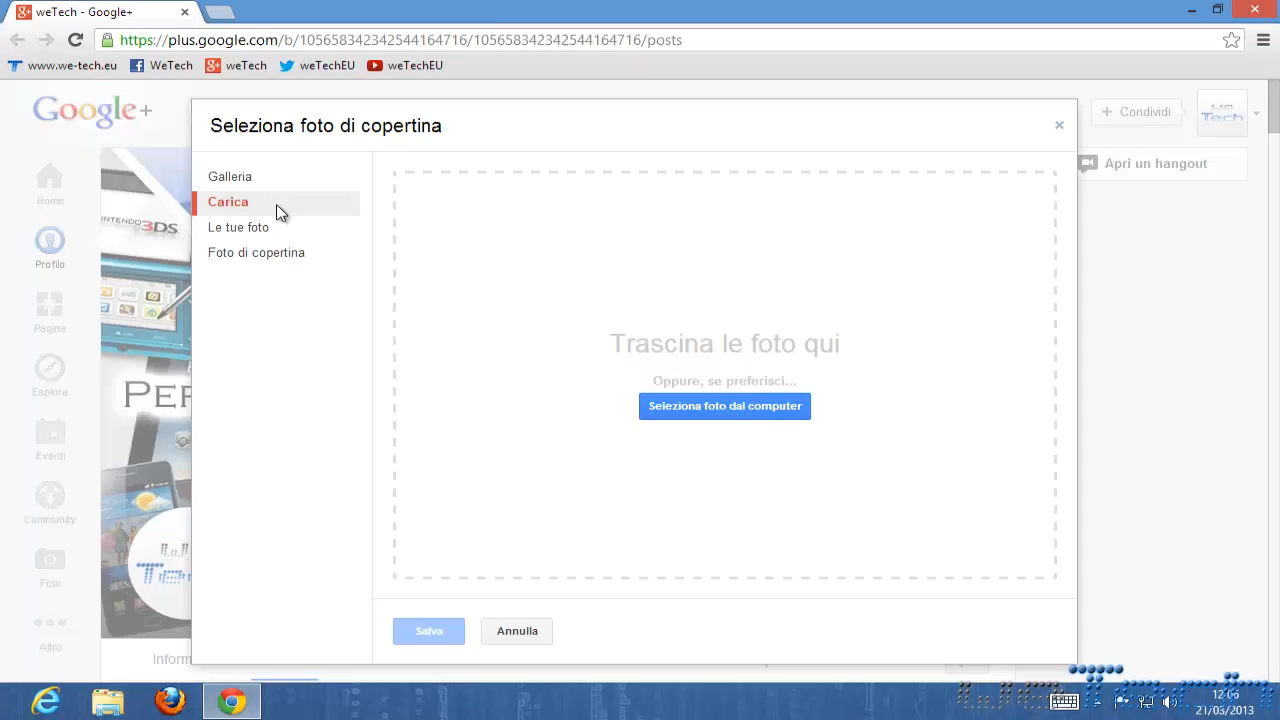 weTech - Google+
https://plus.google.com/b/105658342342544164716/105658342342544164716/posts
www.we-tech.eu WeTech weTech weTechEU weTechEU
Google+
Seleziona foto di copertina
Condividi
Apri un hangout
Galleria
Carica
Le tue foto
Foto di copertina
Home
Profilo
Pagine
Esplora
Eventi
Community
Foto
Altro
NINTENDO3DS
PER
Trascina le foto qui
Oppure, se preferisci...
Seleziona foto dal computer
Salva
Annulla
Inform
12:06
21/03/2013